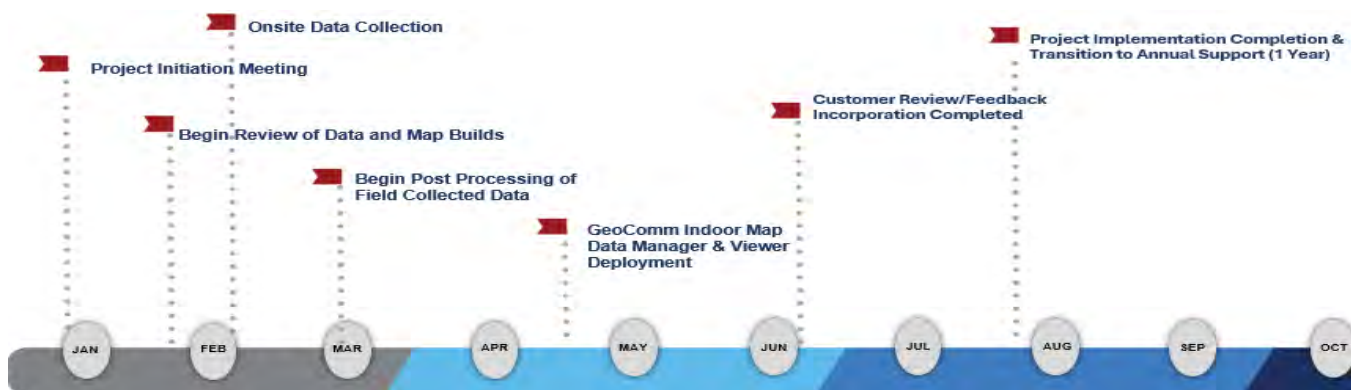 Onsite Data Collection
Project Initiation Meeting
Project Implementation Completion &
Transition to Annual Support (1 Year)
Customer Review/Feedback
Incorporation Completed
Begin Review of Data and Map Builds
Begin Post Processing of
Field Collected Data
GeoComm Indoor Map
Data Manager & Viewer
Deployment
JAN
FEB
MAR
APR
MAY
JUN
JUL
AUG
SEP
OCT